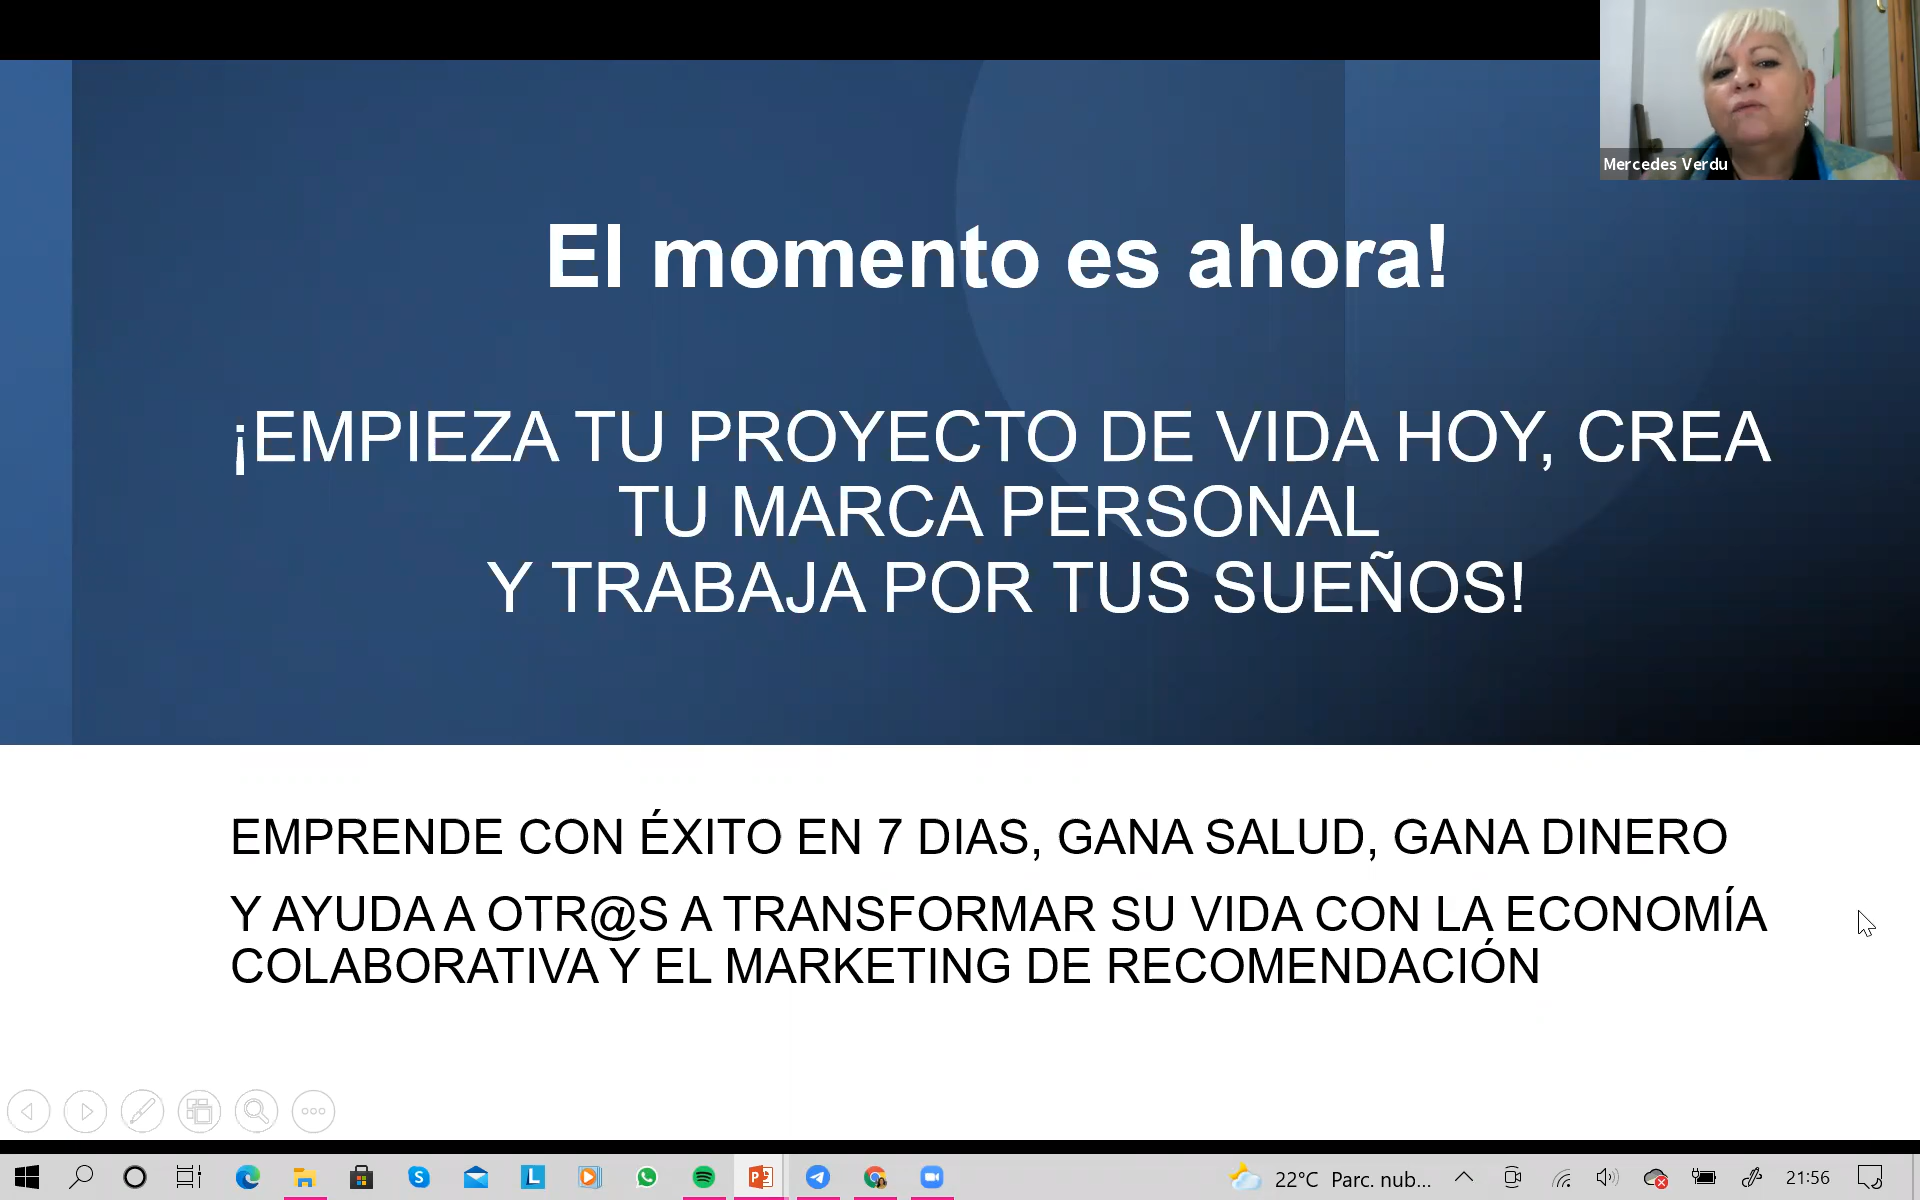 Mercedes Verdu
El momento es ahora!
¡EMPIEZA TU PROYECTO DE VIDA HOY, CREA
TU MARCA PERSONAL
Y TRABAJA POR TUS SUEÑOS!
EMPRENDE CON ÉXITO EN 7 DIAS, GANA SALUD, GANA DINERO
Y AYUDA A OTR@S A TRANSFORMAR SU VIDA CON LA ECONOMÍA
COLABORATIVA Y EL MARKETING DE RECOMENDACIÓN
22°C Parc. nub... 21:56